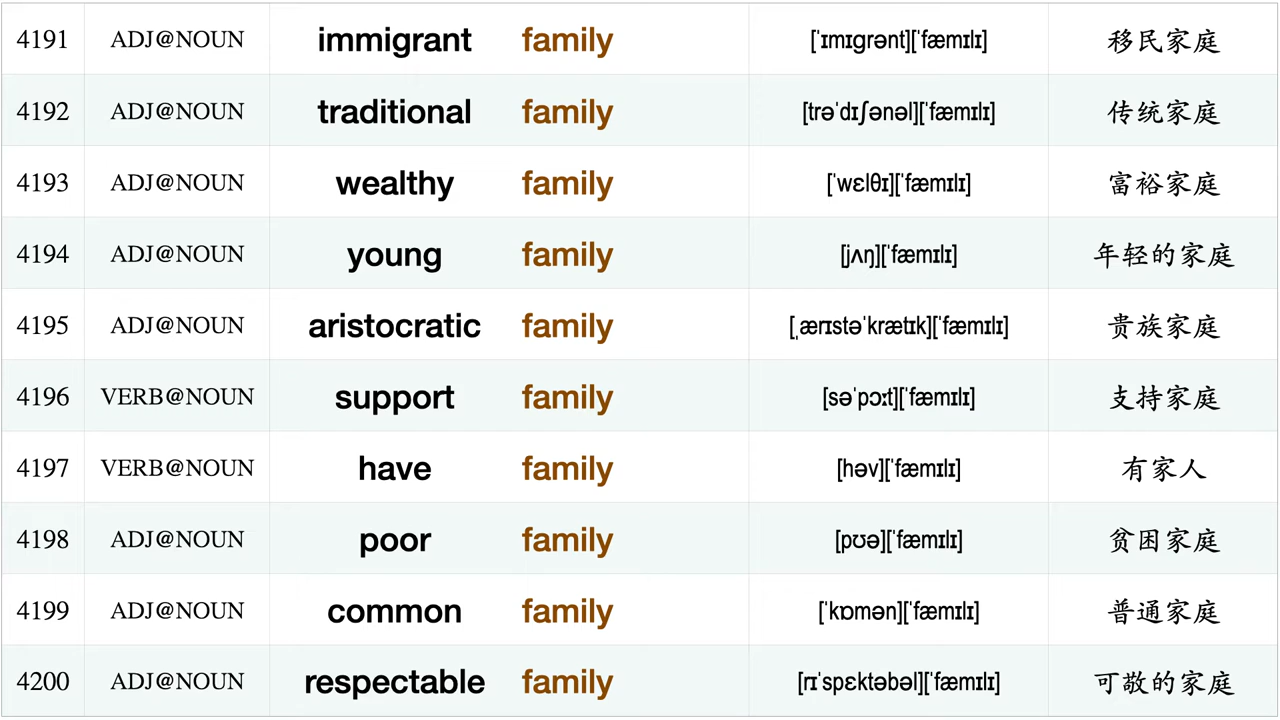 4191 ADJ@NOUN immigrant family [ˈɪmɪɡrənt][ˈfæmɪlɪ] 移民家庭
4192 ADJ@NOUN traditional family [trəˈdɪʃənəl][ˈfæmɪlɪ] 传统家庭
4193 ADJ@NOUN wealthy family [ˈwɛlθɪ][ˈfæmɪlɪ] 富裕家庭
4194 ADJ@NOUN young family [jʌŋ][ˈfæmɪlɪ] 年轻的家庭
4195 ADJ@NOUN aristocratic family [ˌærɪstəˈkrætɪk][ˈfæmɪlɪ] 贵族家庭
4196 VERB@NOUN support family [səˈpɔːt][ˈfæmɪlɪ] 支持家庭
4197 VERB@NOUN have family [həv][ˈfæmɪlɪ] 有家人
4198 ADJ@NOUN poor family [pʊə][ˈfæmɪlɪ] 贫困家庭
4199 ADJ@NOUN common family [ˈkɒmən][ˈfæmɪlɪ] 普通家庭
4200 ADJ@NOUN respectable family [rɪˈspɛktəbəl][ˈfæmɪlɪ] 可敬的家庭